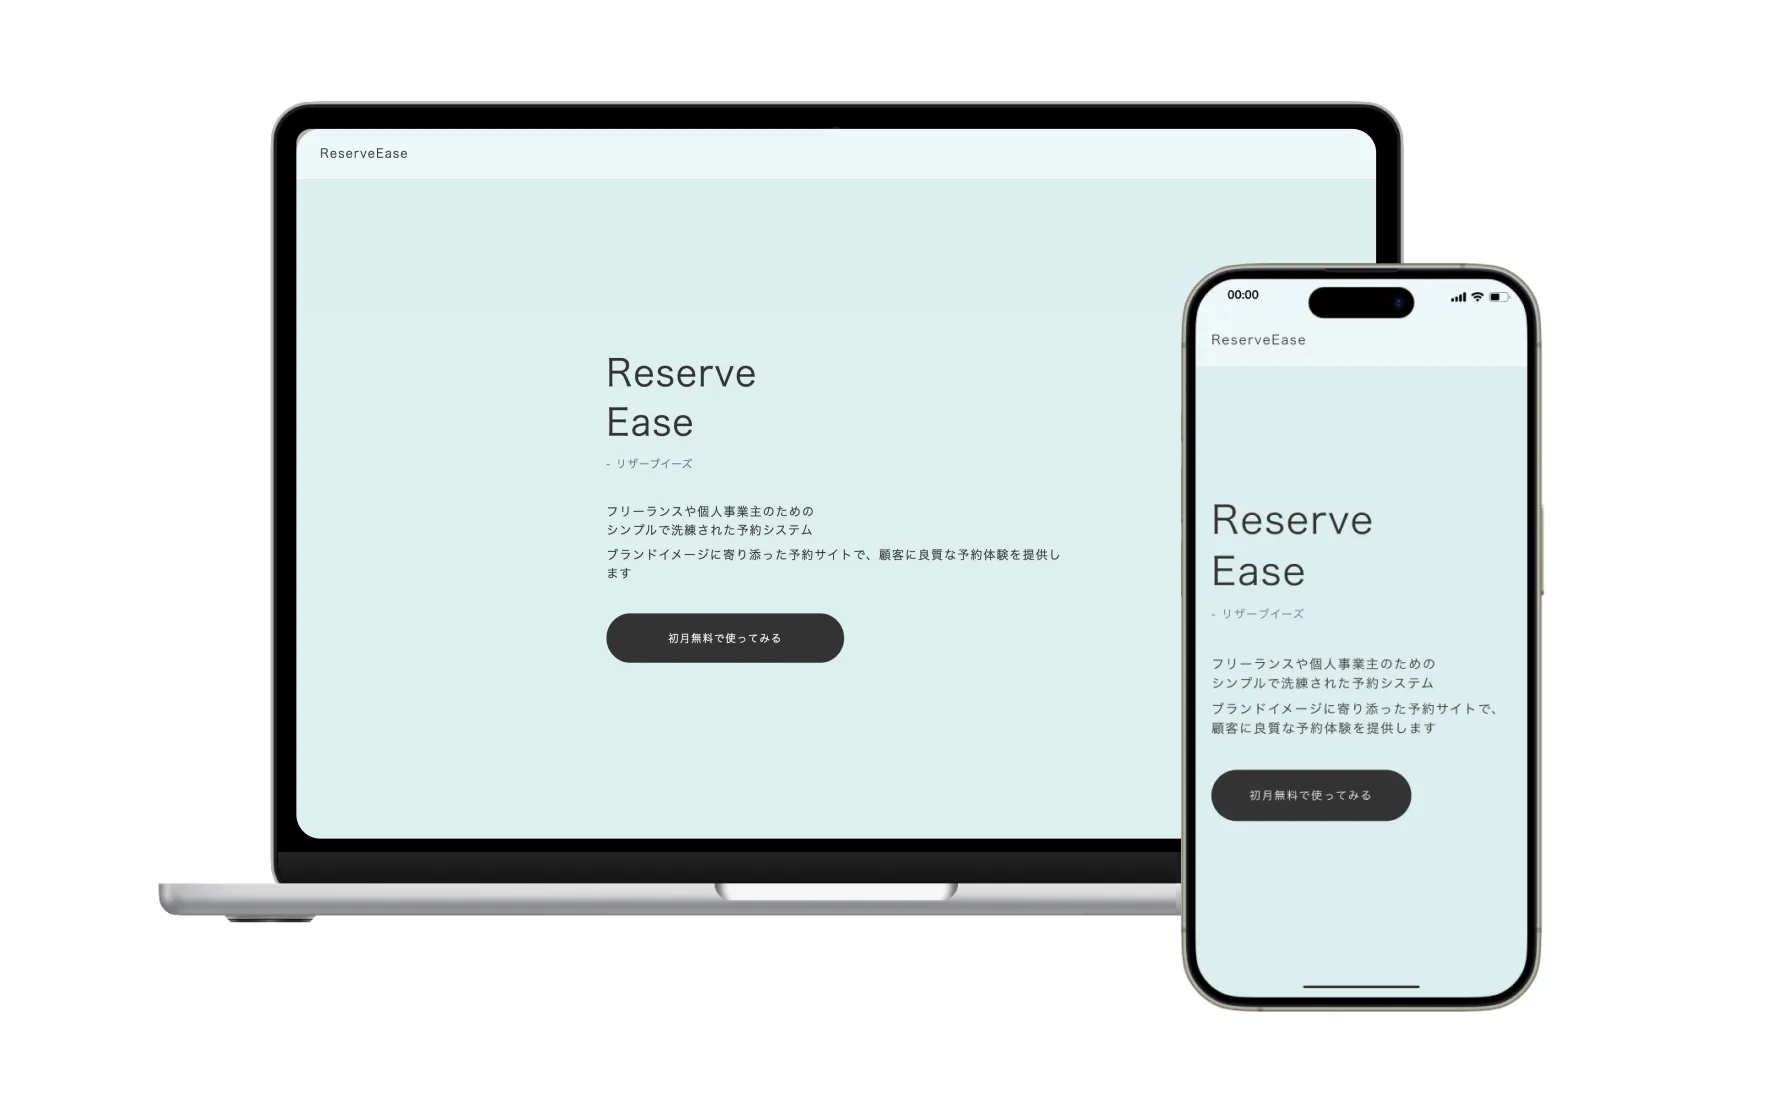 ReserveEase
Reserve
Ease
- リザーブイーズ
フリーランスや個人事業主のための
シンプルで洗練された予約システム
ブランドイメージに寄り添った予約サイトで、顧客に良質な予約体験を提供し
ます
初月無料で使ってみる
00:00
ReserveEase
Reserve
Ease
- リザーブイーズ
フリーランスや個人事業主のための
シンプルで洗練された予約システム
ブランドイメージに寄り添った予約サイトで、
顧客に良質な予約体験を提供します
初月無料で使ってみる